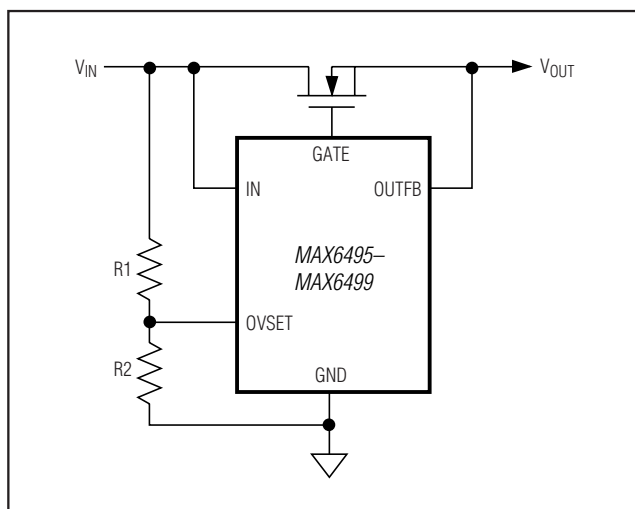 VIN
VOUT
GATE
IN
OUTFB
R1
MAX6495–
MAX6499
OVSET
R2
GND